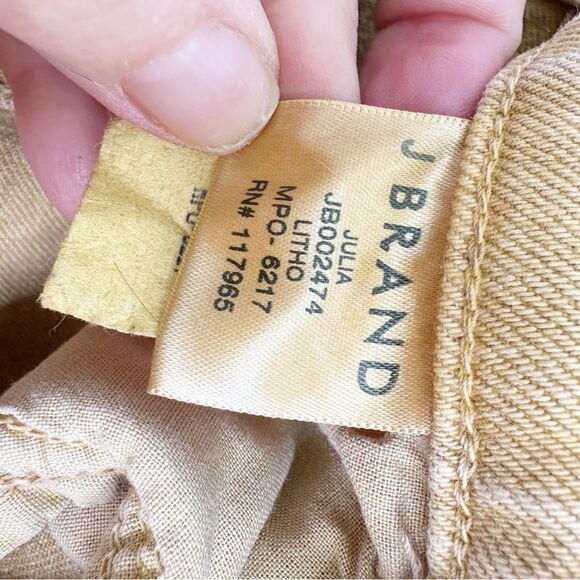 J BRAND
JULIA
JB002474
LITHO
MPO- 6217
RN# 117965